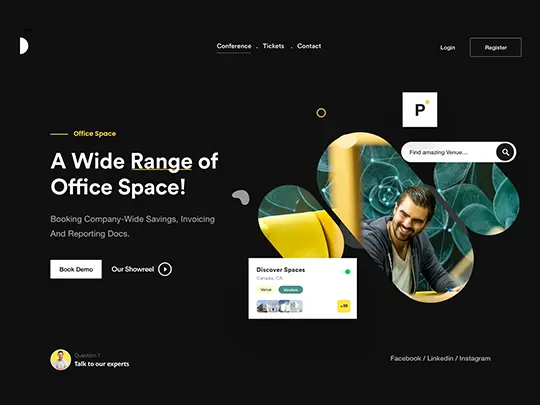 Conference . Tickets . Contact
Login
Register
P
Office Space
Find amazing Venue....
A Wide Range of
Office Space!
Booking Company-Wide Savings, Invoicing
And Reporting Docs.
Book Demo
Our Showreel
Discover Spaces
Canada, CA
Venue
Vendors
+99
Question ?
Talk to our experts
Facebook / Linkedin / Instagram